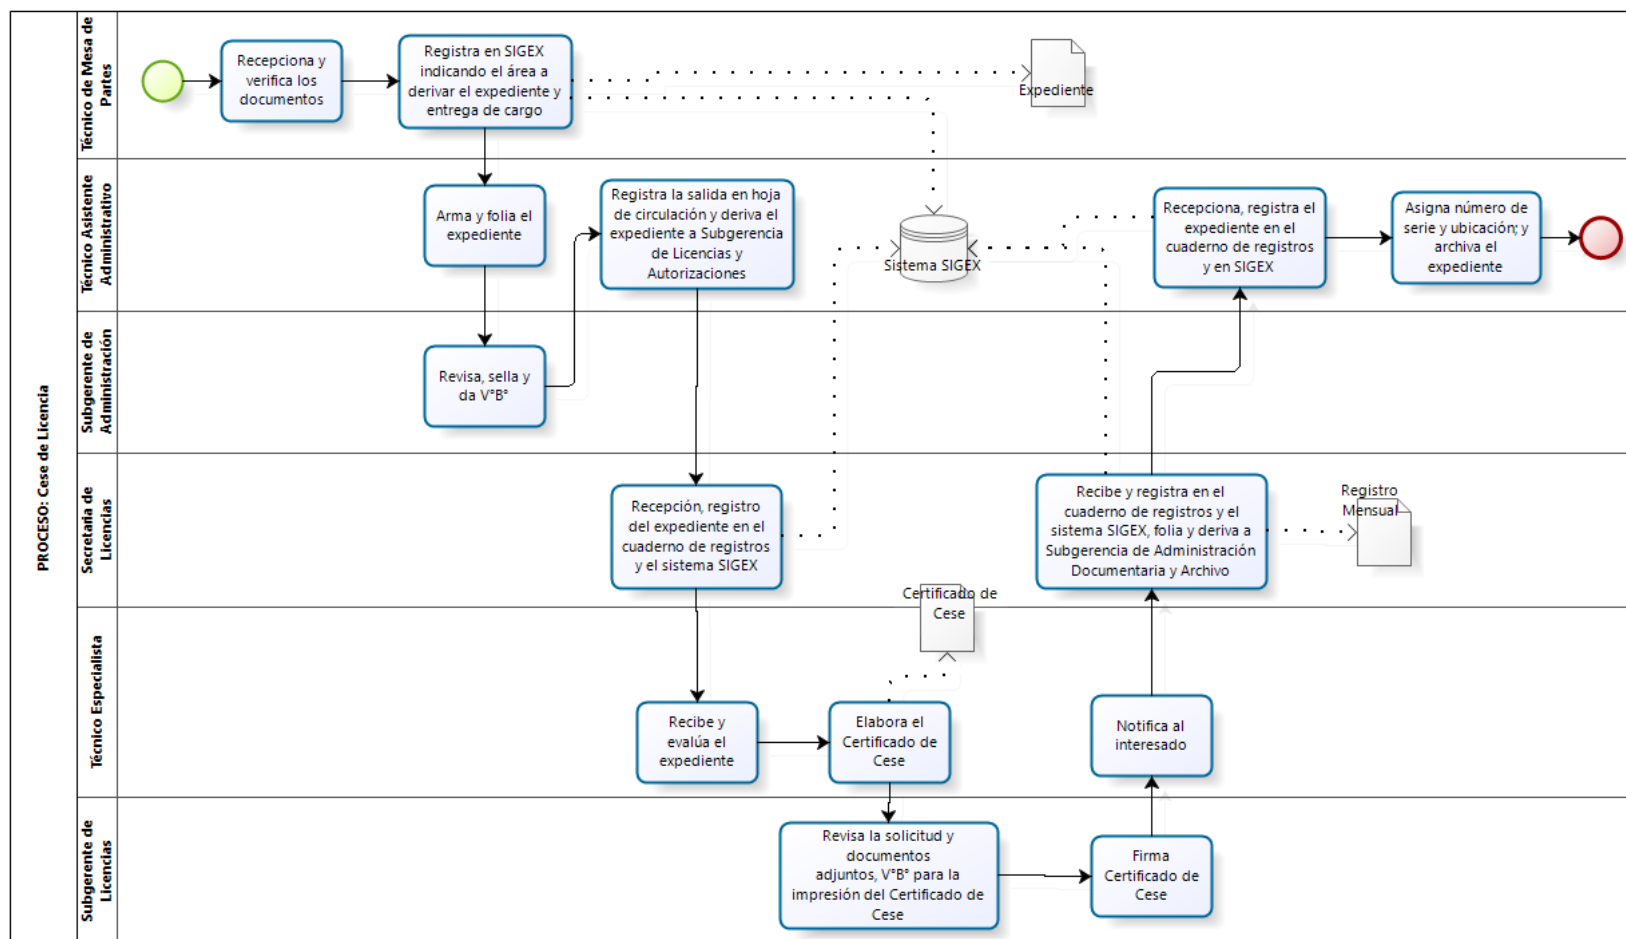 PROCESO: Cese de Licencia
Técnico de Mesa de
Partes
Recepciona y
verifica los
documentos
Registra en SIGEX
indicando el área a
derivar el expediente y
entrega de cargo
Expediente
Técnico Asistente
Administrativo
Arma y folia el
expediente
Registra la salida en hoja
de circulación y deriva el
expediente a Subgerencia
de Licencias y
Autorizaciones
Sistema SIGEX
Recepciona, registra el
expediente en el
cuaderno de registros
y en SIGEX
Asigna número de
serie y ubicación; y
archiva el
expediente
Subgerente de
Administración
Revisa, sella y
da V°B°
Secretaria de
Licencias
Recepción, registro
del expediente en el
cuaderno de registros
y el sistema SIGEX
Recibe y registra en el
cuaderno de registros y el
sistema SIGEX, folia y deriva a
Subgerencia de Administración
Documentaria y Archivo
Registro
Mensual
Certificado de
Cese
Técnico Especialista
Recibe y
evalúa el
expediente
Elabora el
Certificado de
Cese
Notifica al
interesado
Subgerente de
Licencias
Revisa la solicitud y
documentos
adjuntos, V°B° para la
impresión del Certificado de
Cese
Firma
Certificado de
Cese